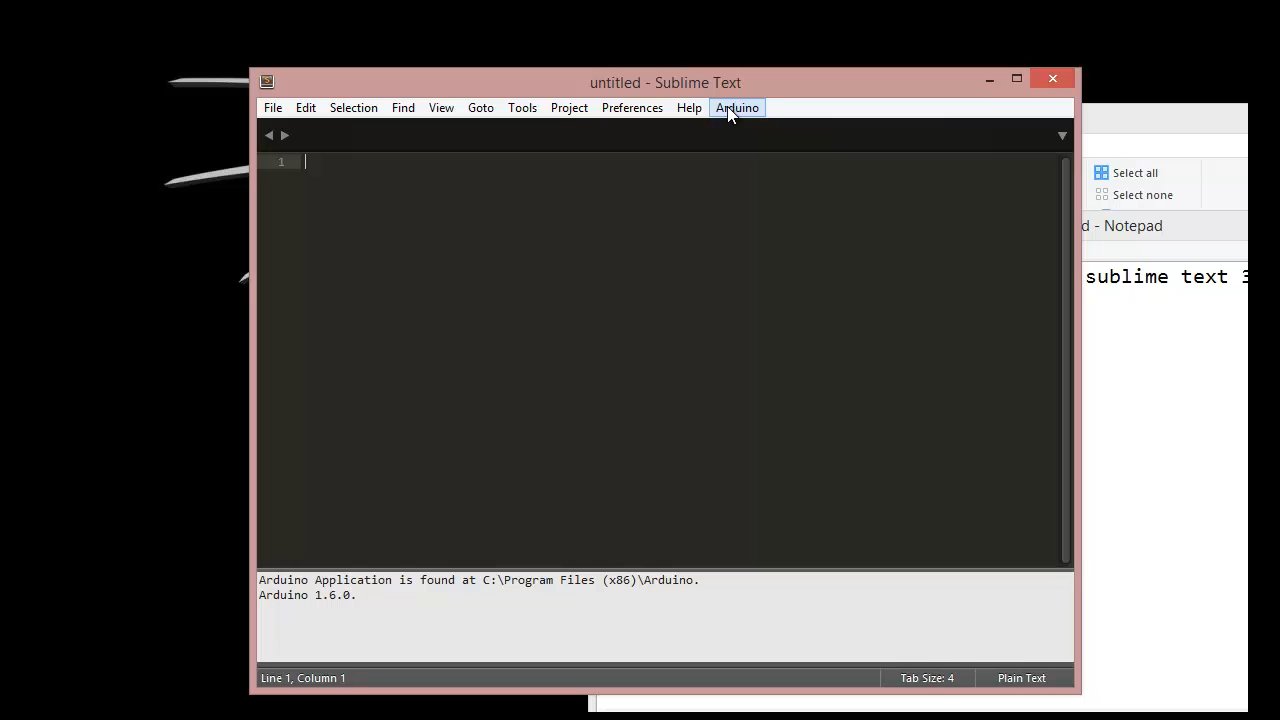 untitled - Sublime Text
File Edit Selection Find View Goto Tools Project Preferences Help Arduino
1
Select all
Select none
d - Notepad
sublime text 3
Arduino Application is found at C:\Program Files (x86)\Arduino.
Arduino 1.6.0.
Line 1, Column 1 Tab Size: 4 Plain Text